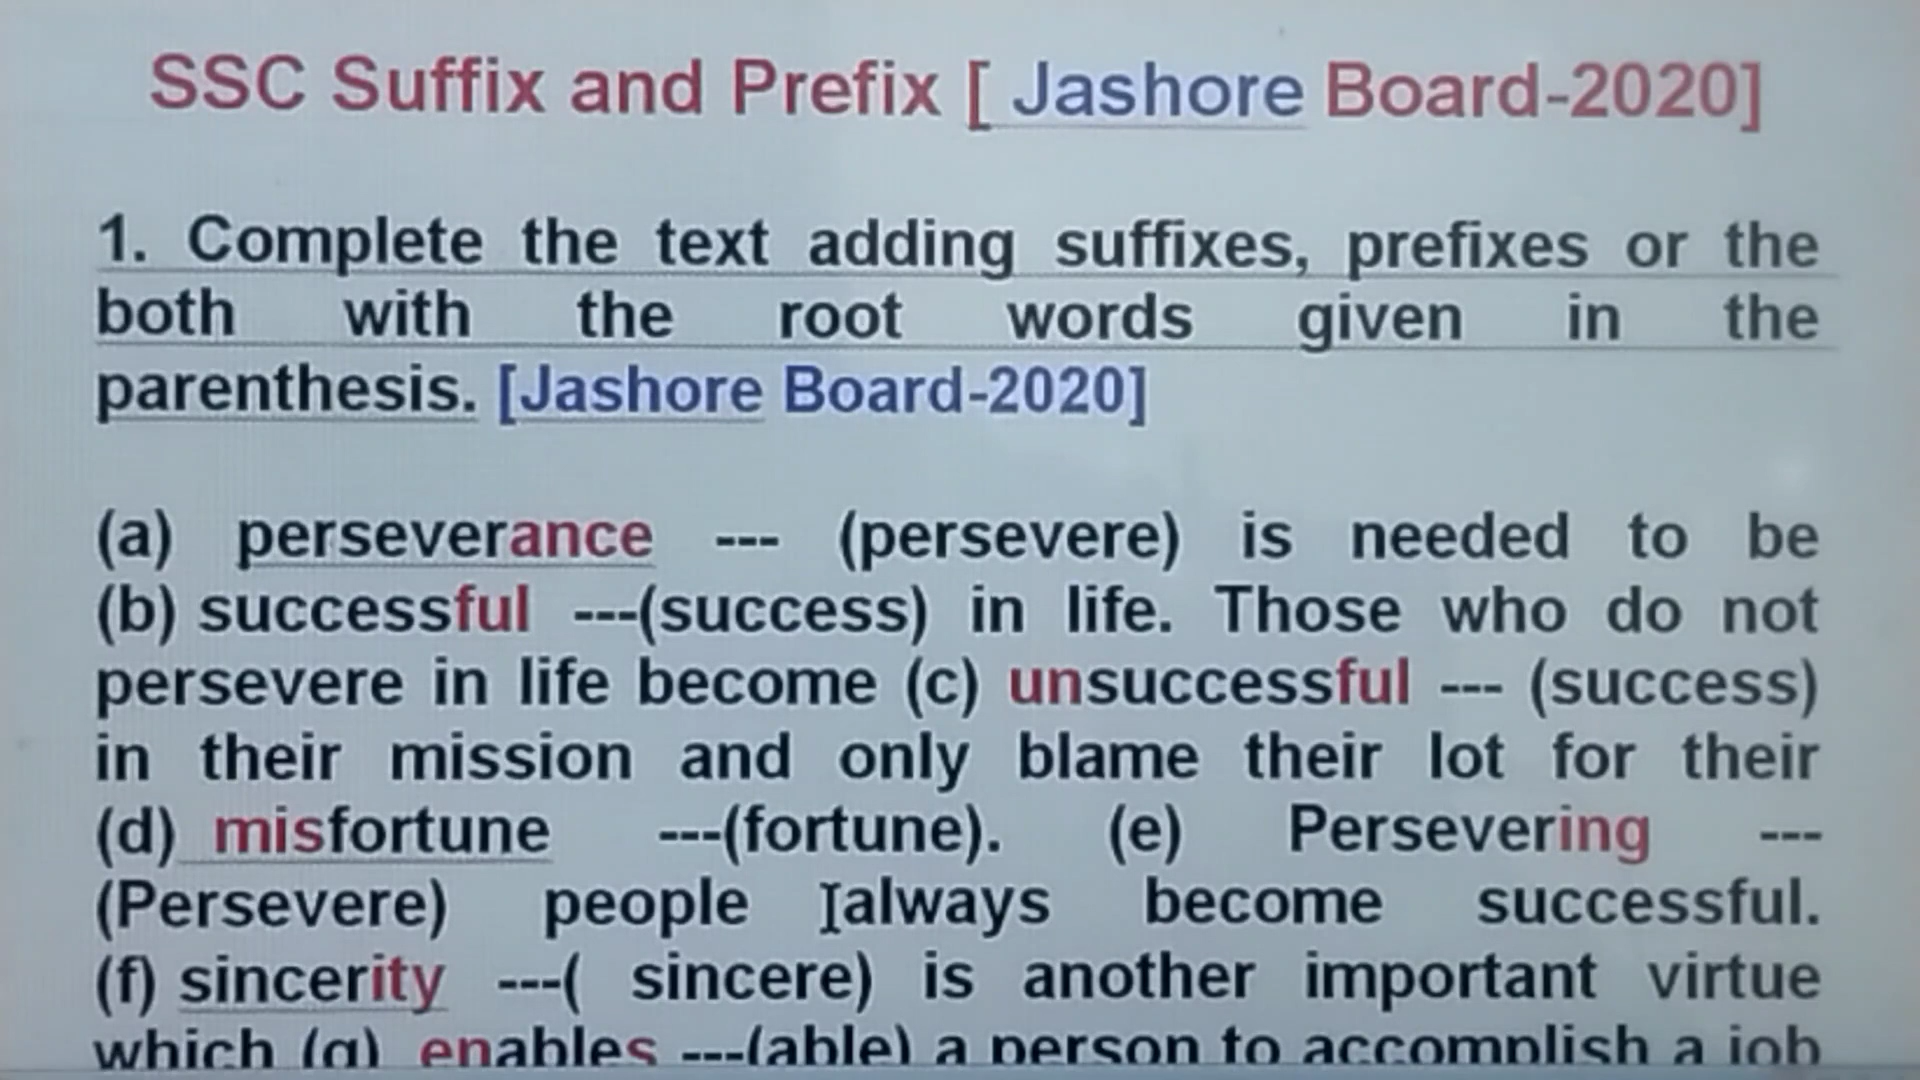 SSC Suffix and Prefix [ Jashore Board-2020]
1. Complete the text adding suffixes, prefixes or the
both with the root words given in the
parenthesis. [Jashore Board-2020]
(a) perseverance --- (persevere) is needed to be
(b) successful ---(success) in life. Those who do not
persevere in life become (c) unsuccessful --- (success)
in their mission and only blame their lot for their
(d) misfortune ---(fortune). (e) Persevering ---
(Persevere) people always become successful.
(f) sincerity ---( sincere) is another important virtue
which (g) enables ---(able) a person to accomplish a job